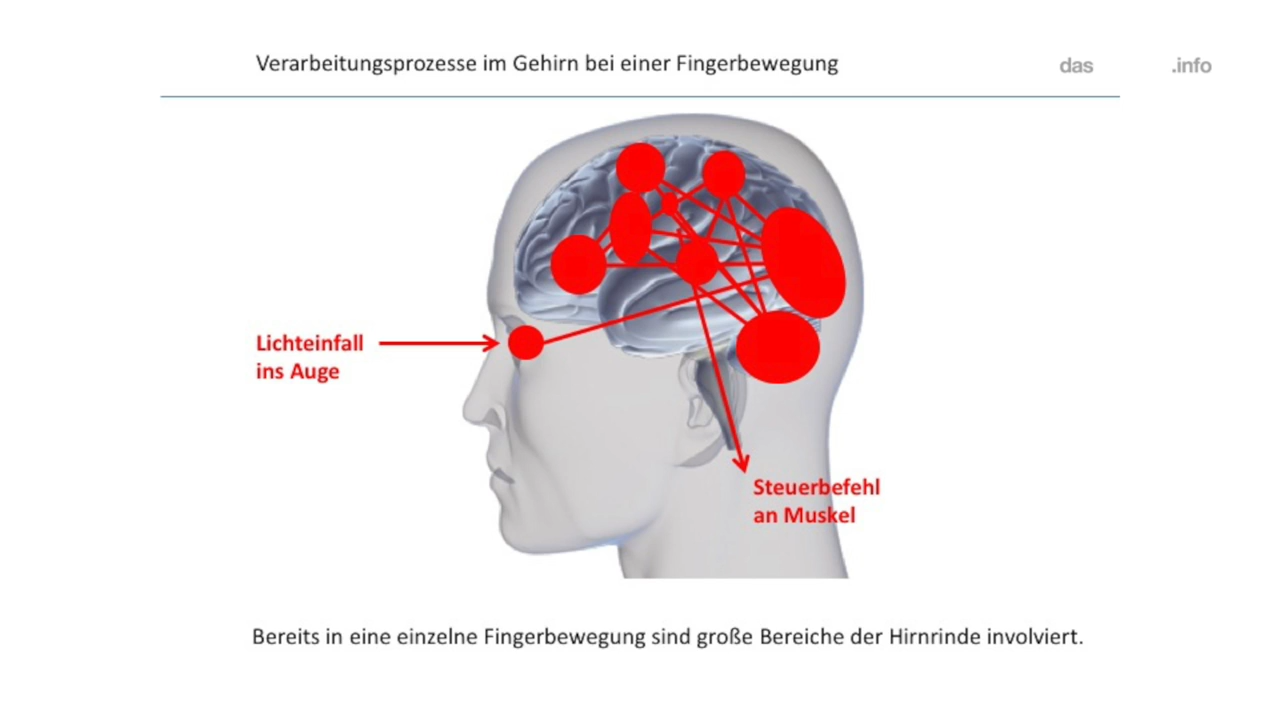 Verarbeitungsprozesse im Gehirn bei einer Fingerbewegung
das .info
Lichteinfall
ins Auge
Steuerbefehl
an Muskel
Bereits in eine einzelne Fingerbewegung sind große Bereiche der Hirnrinde involviert.